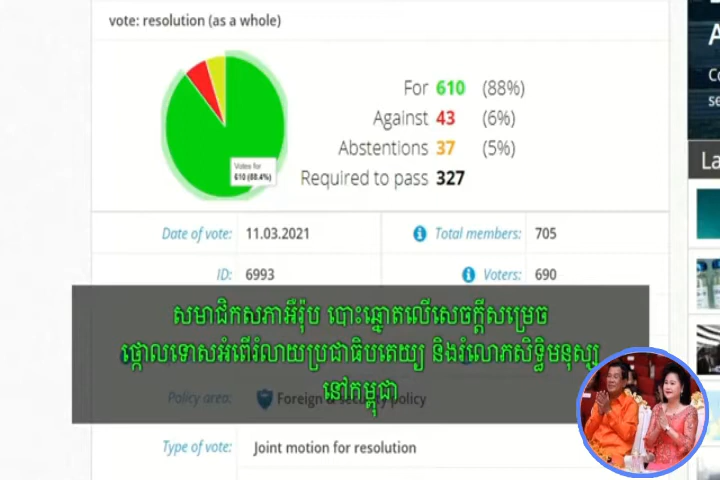 vote: resolution (as a whole)
For 610 (88%)
Against 43 (6%)
Abstentions 37 (5%)
Required to pass 327
Votes for
610 (88.4%)
Date of vote: 11.03.2021
Total members: 705
ID: 6993
Voters: 690
សមាជិកសភាអឺរ៉ុប បោះឆ្នោតលើសេចក្ដីសម្រេច
ថ្កោលទោសអំពើរំលាយប្រជាធិបតេយ្យ និងរំលោភសិទ្ធិមនុស្ស
នៅកម្ពុជា
Policy area: Foreign & security policy
Type of vote: Joint motion for resolution
A
Co
se
La